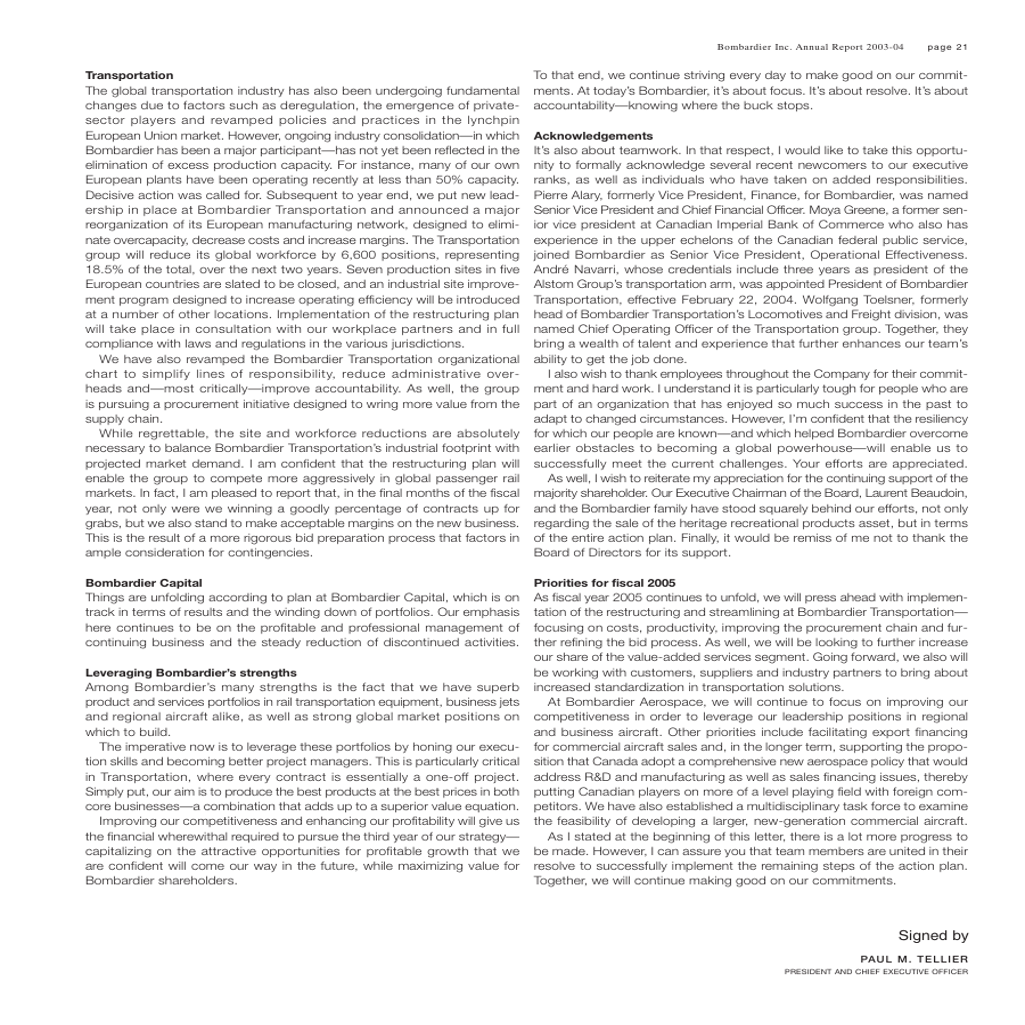 Bombardier Inc. Annual Report 2003-04 page 21
Transportation
The global transportation industry has also been undergoing fundamental
changes due to factors such as deregulation, the emergence of private-
sector players and revamped policies and practices in the lynchpin
European Union market. However, ongoing industry consolidation—in which
Bombardier has been a major participant—has not yet been reflected in the
elimination of excess production capacity. For instance, many of our own
European plants have been operating recently at less than 50% capacity.
Decisive action was called for. Subsequent to year end, we put new lead-
ership in place at Bombardier Transportation and announced a major
reorganization of its European manufacturing network, designed to elimi-
nate overcapacity, decrease costs and increase margins. The Transportation
group will reduce its global workforce by 6,600 positions, representing
18.5% of the total, over the next two years. Seven production sites in five
European countries are slated to be closed, and an industrial site improve-
ment program designed to increase operating efficiency will be introduced
at a number of other locations. Implementation of the restructuring plan
will take place in consultation with our workplace partners and in full
compliance with laws and regulations in the various jurisdictions.
We have also revamped the Bombardier Transportation organizational
chart to simplify lines of responsibility, reduce administrative over-
heads and—most critically—improve accountability. As well, the group
is pursuing a procurement initiative designed to wring more value from the
supply chain.
While regrettable, the site and workforce reductions are absolutely
necessary to balance Bombardier Transportation's industrial footprint with
projected market demand. I am confident that the restructuring plan will
enable the group to compete more aggressively in global passenger rail
markets. In fact, I am pleased to report that, in the final months of the fiscal
year, not only were we winning a goodly percentage of contracts up for
grabs, but we also stand to make acceptable margins on the new business.
This is the result of a more rigorous bid preparation process that factors in
ample consideration for contingencies.
Bombardier Capital
Things are unfolding according to plan at Bombardier Capital, which is on
track in terms of results and the winding down of portfolios. Our emphasis
here continues to be on the profitable and professional management of
continuing business and the steady reduction of discontinued activities.
Leveraging Bombardier's strengths
Among Bombardier's many strengths is the fact that we have superb
product and services portfolios in rail transportation equipment, business jets
and regional aircraft alike, as well as strong global market positions on
which to build.
The imperative now is to leverage these portfolios by honing our execu-
tion skills and becoming better project managers. This is particularly critical
in Transportation, where every contract is essentially a one-off project.
Simply put, our aim is to produce the best products at the best prices in both
core businesses—a combination that adds up to a superior value equation.
Improving our competitiveness and enhancing our profitability will give us
the financial wherewithal required to pursue the third year of our strategy—
capitalizing on the attractive opportunities for profitable growth that we
are confident will come our way in the future, while maximizing value for
Bombardier shareholders.
To that end, we continue striving every day to make good on our commit-
ments. At today's Bombardier, it's about focus. It's about resolve. It's about
accountability—knowing where the buck stops.
Acknowledgements
It's also about teamwork. In that respect, I would like to take this opportu-
nity to formally acknowledge several recent newcomers to our executive
ranks, as well as individuals who have taken on added responsibilities.
Pierre Alary, formerly Vice President, Finance, for Bombardier, was named
Senior Vice President and Chief Financial Officer. Moya Greene, a former sen-
ior vice president at Canadian Imperial Bank of Commerce who also has
experience in the upper echelons of the Canadian federal public service,
joined Bombardier as Senior Vice President, Operational Effectiveness.
André Navarri, whose credentials include three years as president of the
Alstom Group's transportation arm, was appointed President of Bombardier
Transportation, effective February 22, 2004. Wolfgang Toelsner, formerly
head of Bombardier Transportation's Locomotives and Freight division, was
named Chief Operating Officer of the Transportation group. Together, they
bring a wealth of talent and experience that further enhances our team's
ability to get the job done.
I also wish to thank employees throughout the Company for their commit-
ment and hard work. I understand it is particularly tough for people who are
part of an organization that has enjoyed so much success in the past to
adapt to changed circumstances. However, I'm confident that the resiliency
for which our people are known—and which helped Bombardier overcome
earlier obstacles to becoming a global powerhouse—will enable us to
successfully meet the current challenges. Your efforts are appreciated.
As well, I wish to reiterate my appreciation for the continuing support of the
majority shareholder. Our Executive Chairman of the Board, Laurent Beaudoin,
and the Bombardier family have stood squarely behind our efforts, not only
regarding the sale of the heritage recreational products asset, but in terms
of the entire action plan. Finally, it would be remiss of me not to thank the
Board of Directors for its support.
Priorities for fiscal 2005
As fiscal year 2005 continues to unfold, we will press ahead with implemen-
tation of the restructuring and streamlining at Bombardier Transportation—
focusing on costs, productivity, improving the procurement chain and fur-
ther refining the bid process. As well, we will be looking to further increase
our share of the value-added services segment. Going forward, we also will
be working with customers, suppliers and industry partners to bring about
increased standardization in transportation solutions.
At Bombardier Aerospace, we will continue to focus on improving our
competitiveness in order to leverage our leadership positions in regional
and business aircraft. Other priorities include facilitating export financing
for commercial aircraft sales and, in the longer term, supporting the propo-
sition that Canada adopt a comprehensive new aerospace policy that would
address R&D and manufacturing as well as sales financing issues, thereby
putting Canadian players on more of a level playing field with foreign com-
petitors. We have also established a multidisciplinary task force to examine
the feasibility of developing a larger, new-generation commercial aircraft.
As I stated at the beginning of this letter, there is a lot more progress to
be made. However, I can assure you that team members are united in their
resolve to successfully implement the remaining steps of the action plan.
Together, we will continue making good on our commitments.
Signed by
PAUL M. TELLIER
PRESIDENT AND CHIEF EXECUTIVE OFFICER